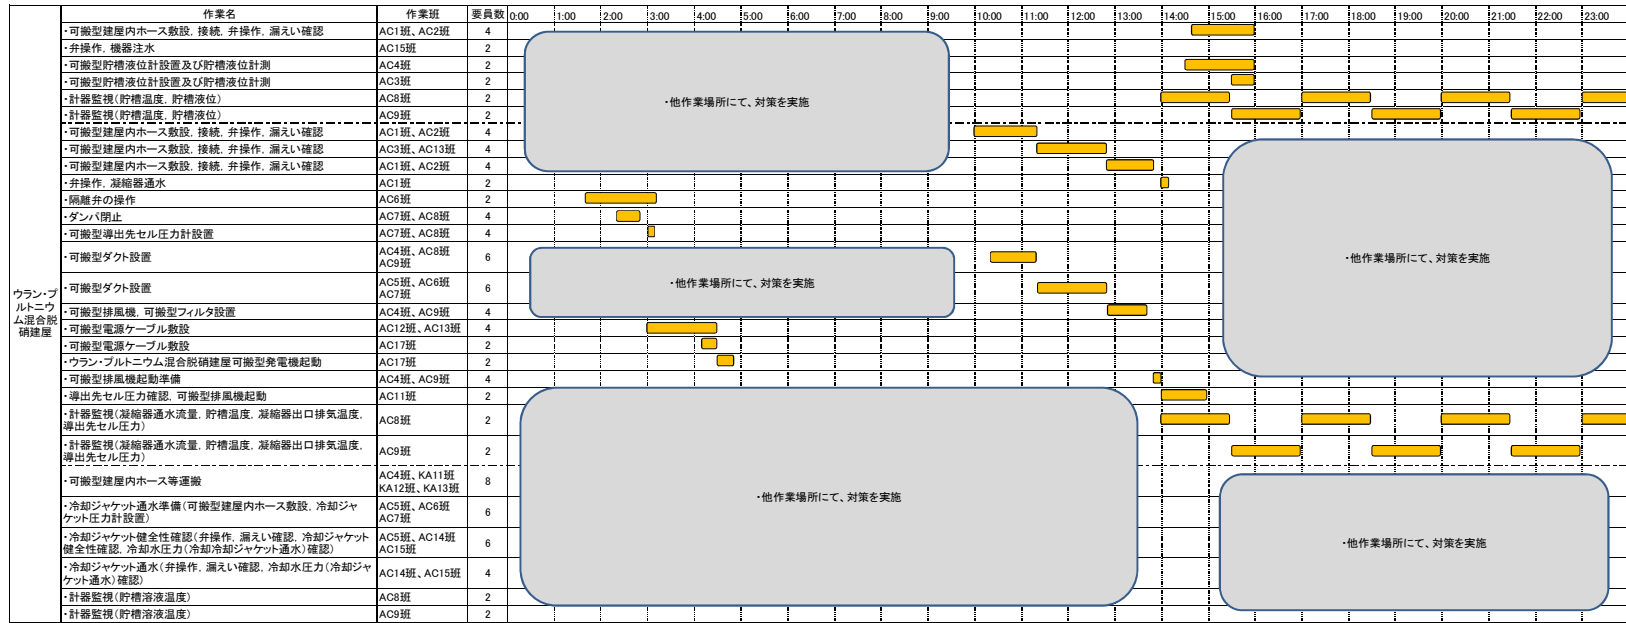 作業名 作業班 要員数 0:00 1:00 2:00 3:00 4:00 5:00 6:00 7:00 8:00 9:00 10:00 11:00 12:00 13:00 14:00 15:00 16:00 17:00 18:00 19:00 20:00 21:00 22:00 23:00
ウラン・プ
ルトニウ
ム混合脱
硝建屋
・可搬型建屋内ホース敷設, 接続, 弁操作, 漏えい確認 AC1班、AC2班 4
・弁操作, 機器注水 AC15班 2
・可搬型貯槽液位計設置及び貯槽液位計測 AC4班 2
・可搬型貯槽液位計設置及び貯槽液位計測 AC3班 2
・計器監視(貯槽温度, 貯槽液位) AC8班 2
・計器監視(貯槽温度, 貯槽液位) AC9班 2
・可搬型建屋内ホース敷設, 接続, 弁操作, 漏えい確認 AC1班、AC2班 4
・可搬型建屋内ホース敷設, 接続, 弁操作, 漏えい確認 AC3班、AC13班 4
・可搬型建屋内ホース敷設, 接続, 弁操作, 漏えい確認 AC1班、AC2班 4
・弁操作, 凝縮器通水 AC1班 2
・隔離弁の操作 AC6班 2
・ダンパ閉止 AC7班、AC8班 4
・可搬型導出先セル圧力計設置 AC7班、AC8班 4
・可搬型ダクト設置 AC4班、AC8班
AC9班 6
・可搬型ダクト設置 AC5班、AC6班
AC7班 6
・可搬型排風機, 可搬型フィルタ設置 AC4班、AC9班 4
・可搬型電源ケーブル敷設 AC12班、AC13班 4
・可搬型電源ケーブル敷設 AC17班 2
・ウラン・プルトニウム混合脱硝建屋可搬型発電機起動 AC17班 2
・可搬型排風機起動準備 AC4班、AC9班 4
・導出先セル圧力確認, 可搬型排風機起動 AC11班 2
・計器監視(凝縮器通水流量, 貯槽温度, 凝縮器出口排気温度,
導出先セル圧力) AC8班 2
・計器監視(凝縮器通水流量, 貯槽温度, 凝縮器出口排気温度,
導出先セル圧力) AC9班 2
・可搬型建屋内ホース等運搬 AC4班、KA11班
KA12班、KA13班 8
・冷却ジャケット通水準備(可搬型建屋内ホース敷設, 冷却ジャ
ケット圧力計設置) AC5班、AC6班
AC7班 6
・冷却ジャケット健全性確認(弁操作, 漏えい確認, 冷却ジャケット
健全性確認, 冷却水圧力(冷却冷却ジャケット通水)確認) AC5班、AC14班
AC15班 6
・冷却ジャケット通水(弁操作, 漏えい確認, 冷却水圧力(冷却ジャ
ケット通水)確認) AC14班、AC15班 4
・計器監視(貯槽溶液温度) AC8班 2
・計器監視(貯槽溶液温度) AC9班 2
・他作業場所にて、対策を実施
・他作業場所にて、対策を実施
・他作業場所にて、対策を実施
・他作業場所にて、対策を実施
・他作業場所にて、対策を実施